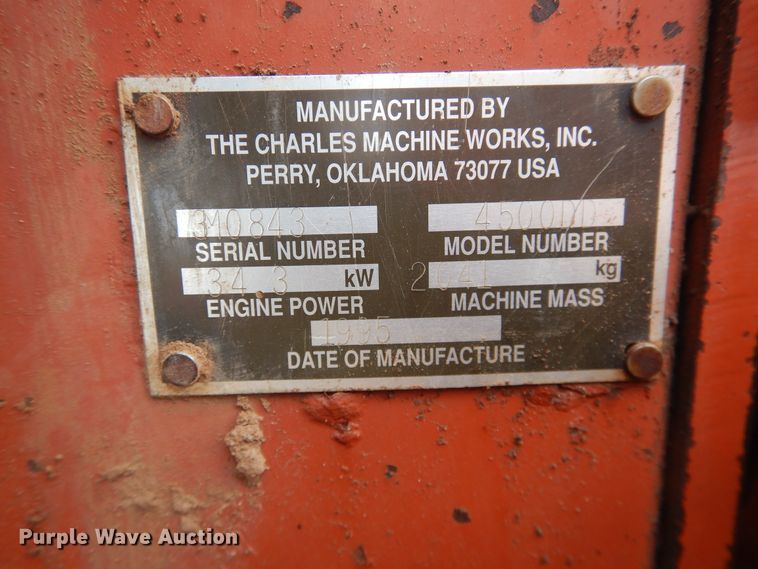 MANUFACTURED BY
THE CHARLES MACHINE WORKS, INC.
PERRY, OKLAHOMA 73077 USA
3M0843
SERIAL NUMBER
4500DD
MODEL NUMBER
34.3 kW
ENGINE POWER
2041 kg
MACHINE MASS
1995
DATE OF MANUFACTURE
Purple Wave Auction